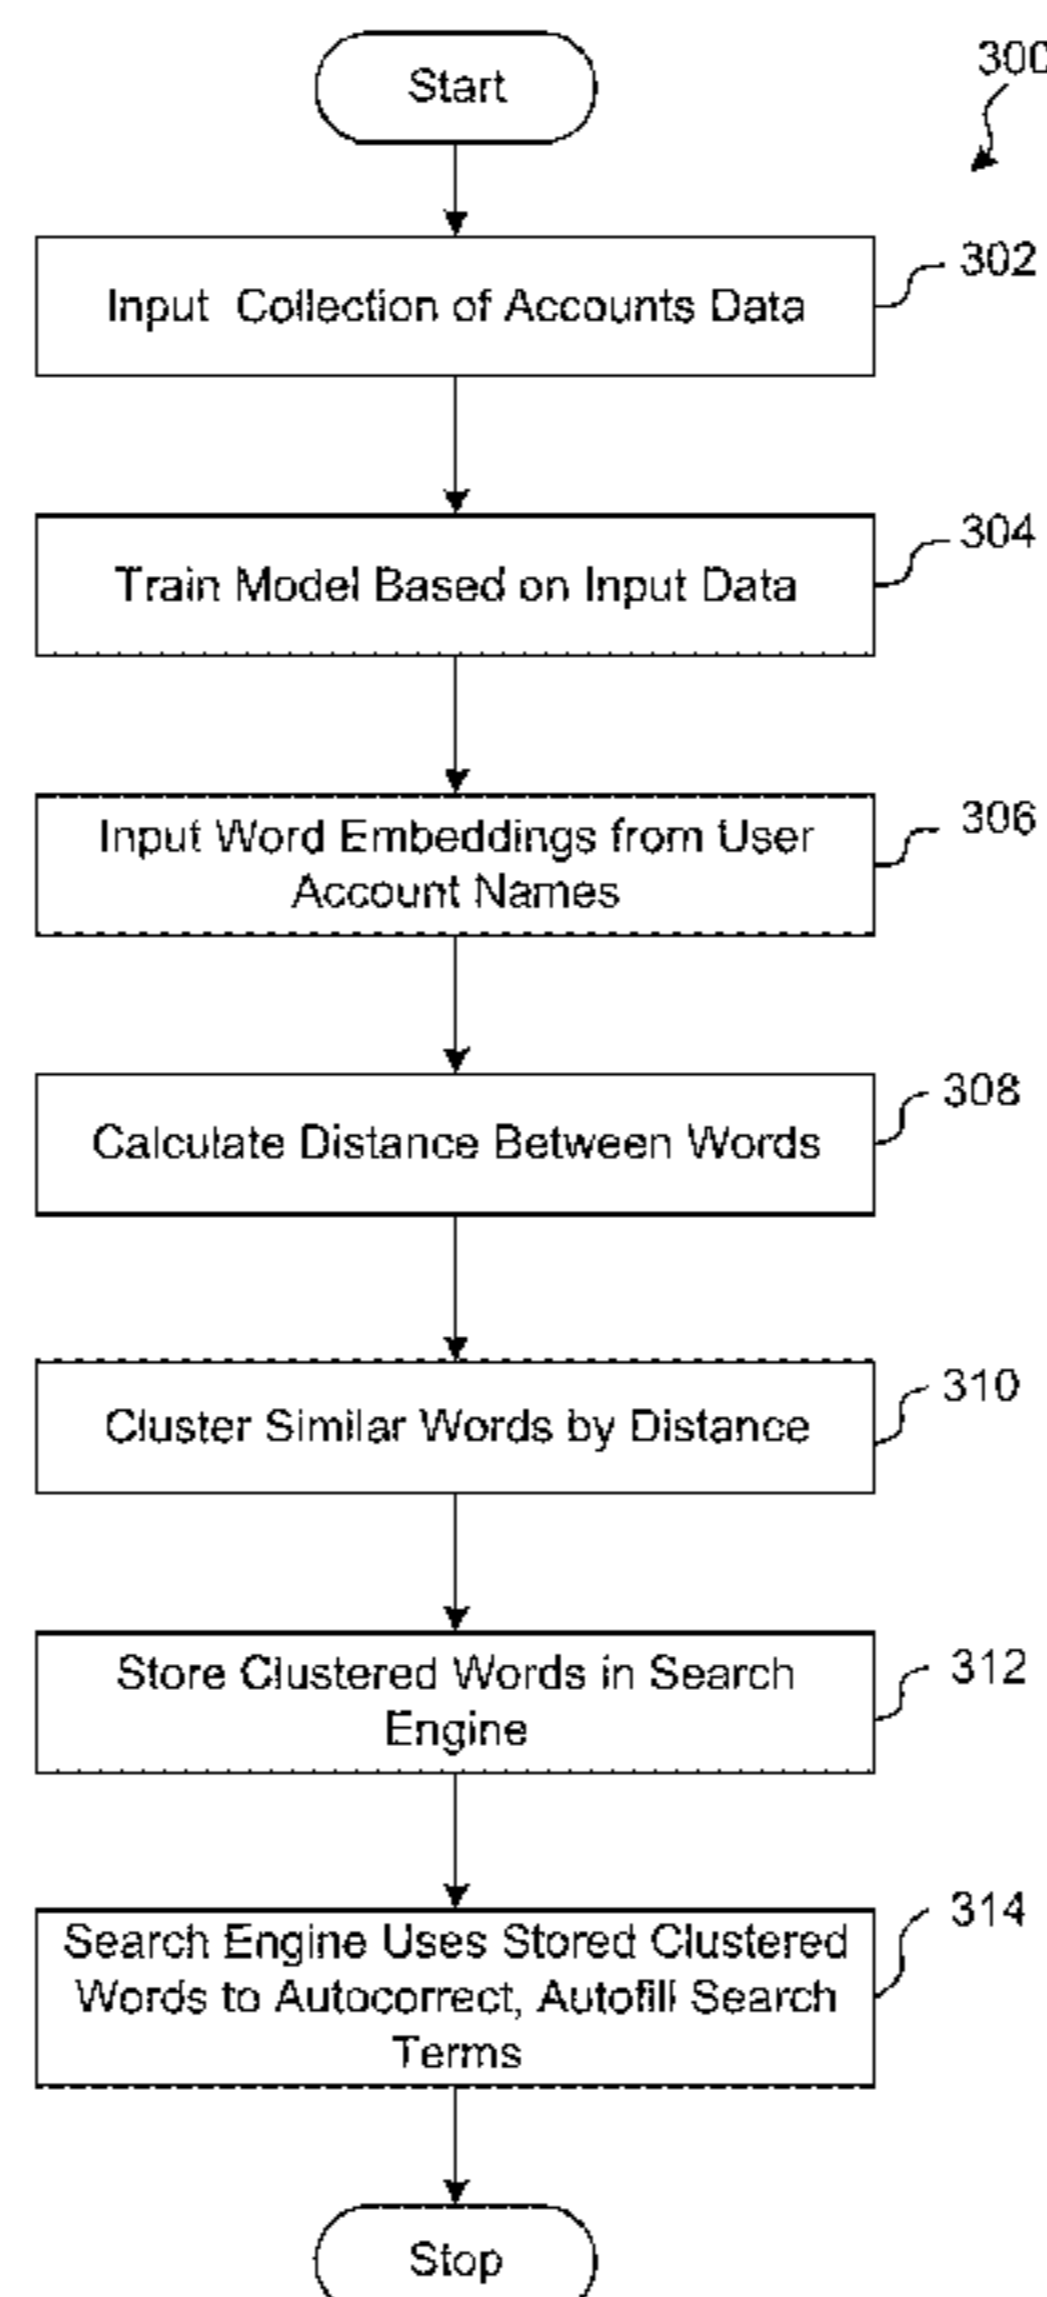 Start
300
Input Collection of Accounts Data
302
Train Model Based on Input Data
304
Input Word Embeddings from User
Account Names
306
Calculate Distance Between Words
308
Cluster Similar Words by Distance
310
Store Clustered Words in Search
Engine
312
Search Engine Uses Stored Clustered
Words to Autocorrect, Autofill Search
Terms
314
Stop